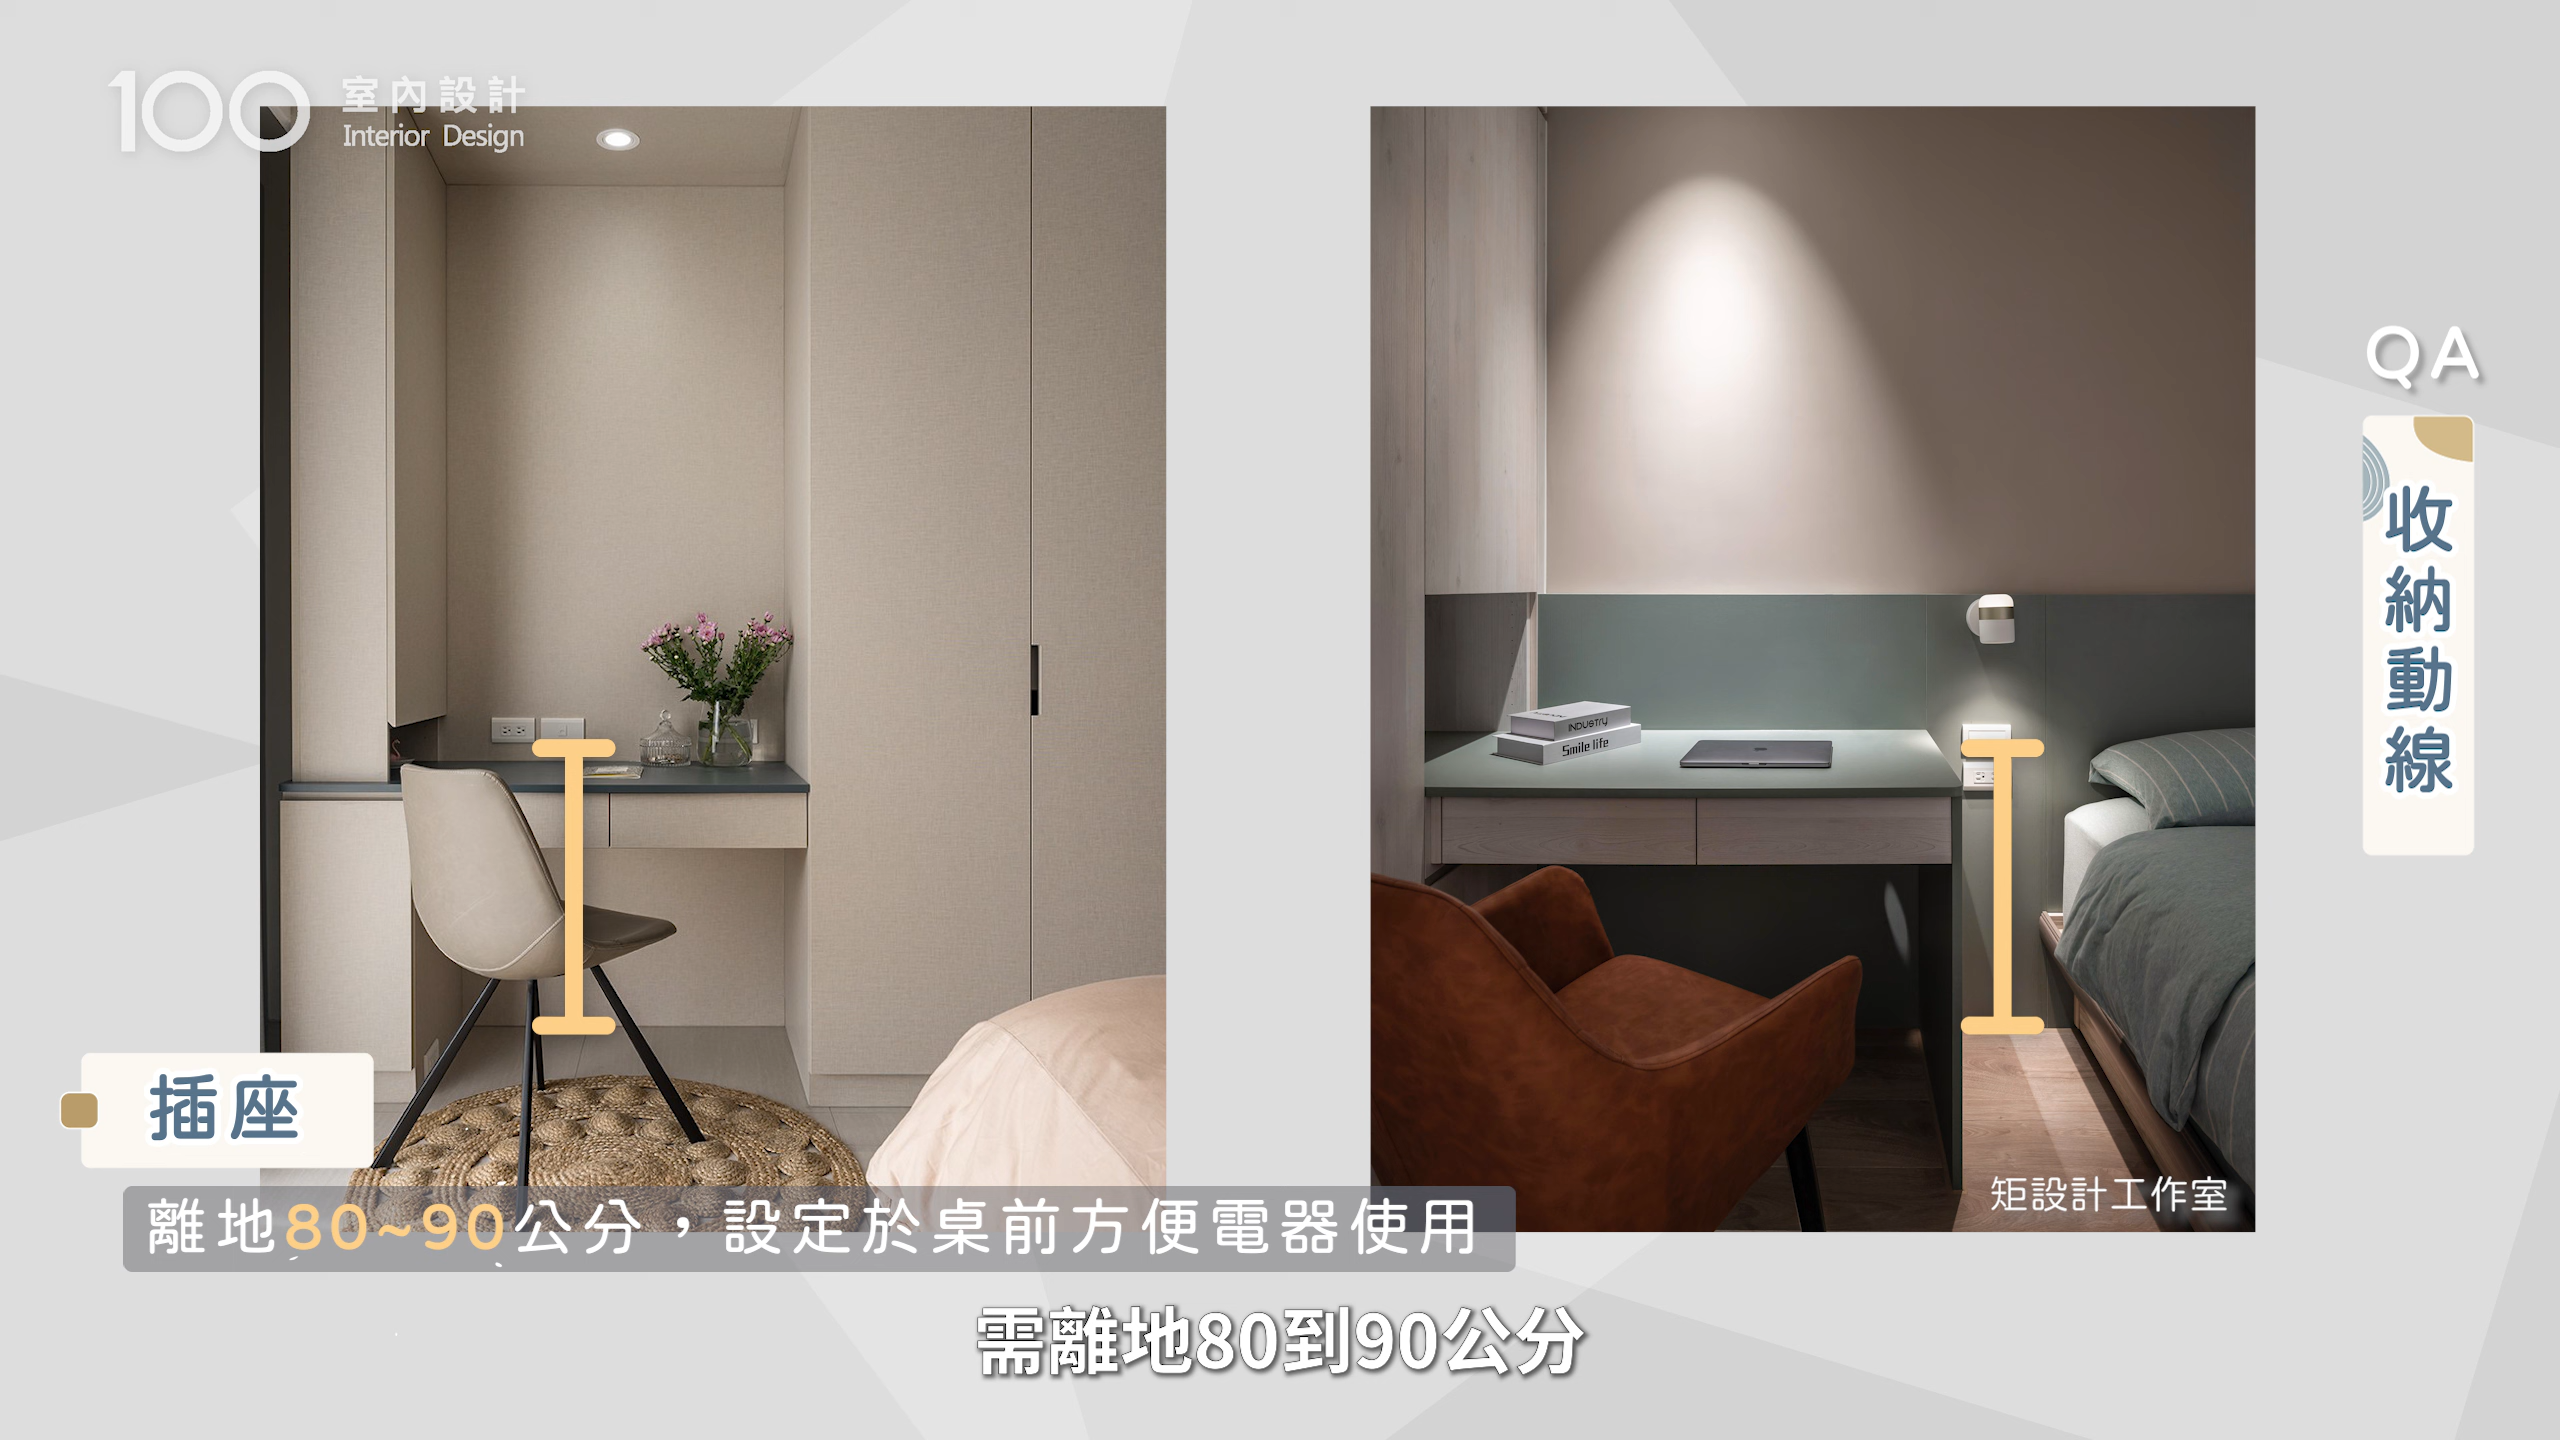 100
室內設計
Interior Design
QA
收納動線
INDUSTRY
Smile life
插座
矩設計工作室
離地80~90公分，設定於桌前方便電器使用
需離地80到90公分